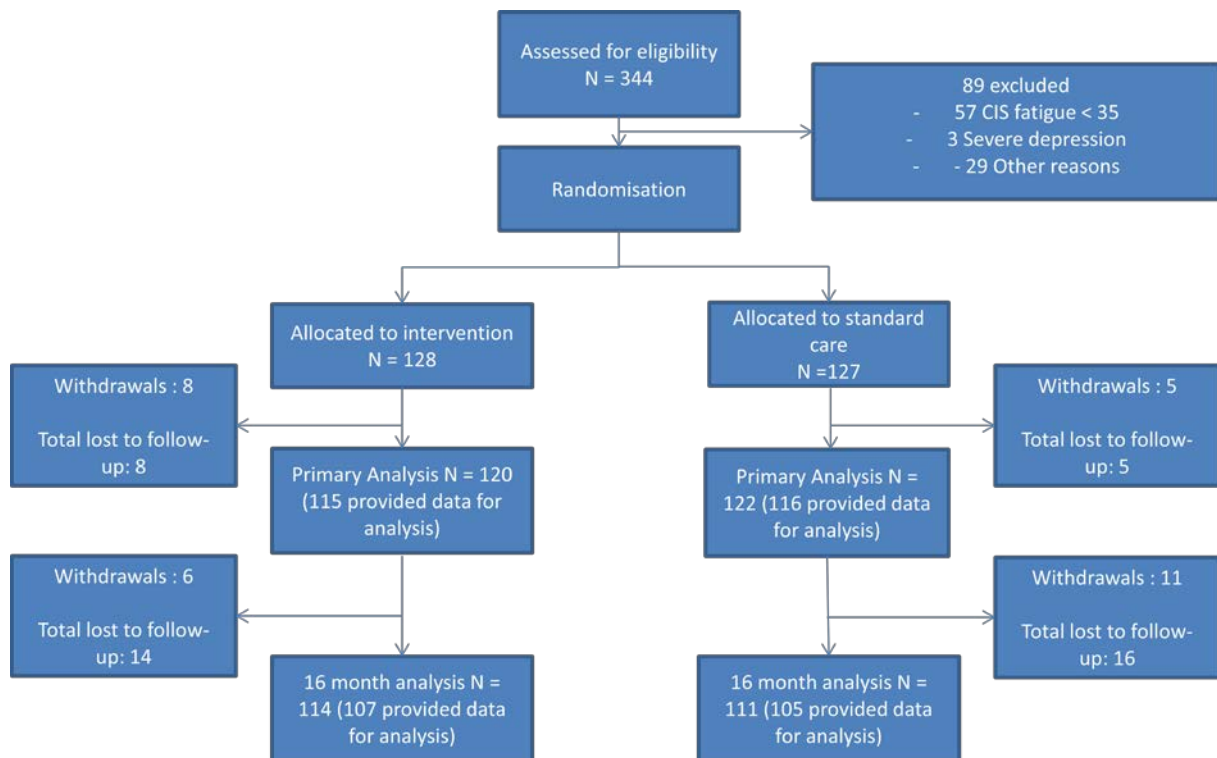 Assessed for eligibility
N = 344
89 excluded
- 57 CIS fatigue < 35
- 3 Severe depression
- - 29 Other reasons
Randomisation
Allocated to intervention
N = 128
Allocated to standard
care
N =127
Withdrawals : 8
Total lost to follow-
up: 8
Withdrawals : 5
Total lost to follow-
up: 5
Primary Analysis N = 120
(115 provided data for
analysis)
Primary Analysis N =
122 (116 provided data
for analysis)
Withdrawals : 6
Total lost to follow-
up: 14
Withdrawals : 11
Total lost to follow-
up: 16
16 month analysis N =
114 (107 provided data
for analysis)
16 month analysis N =
111 (105 provided data
for analysis)